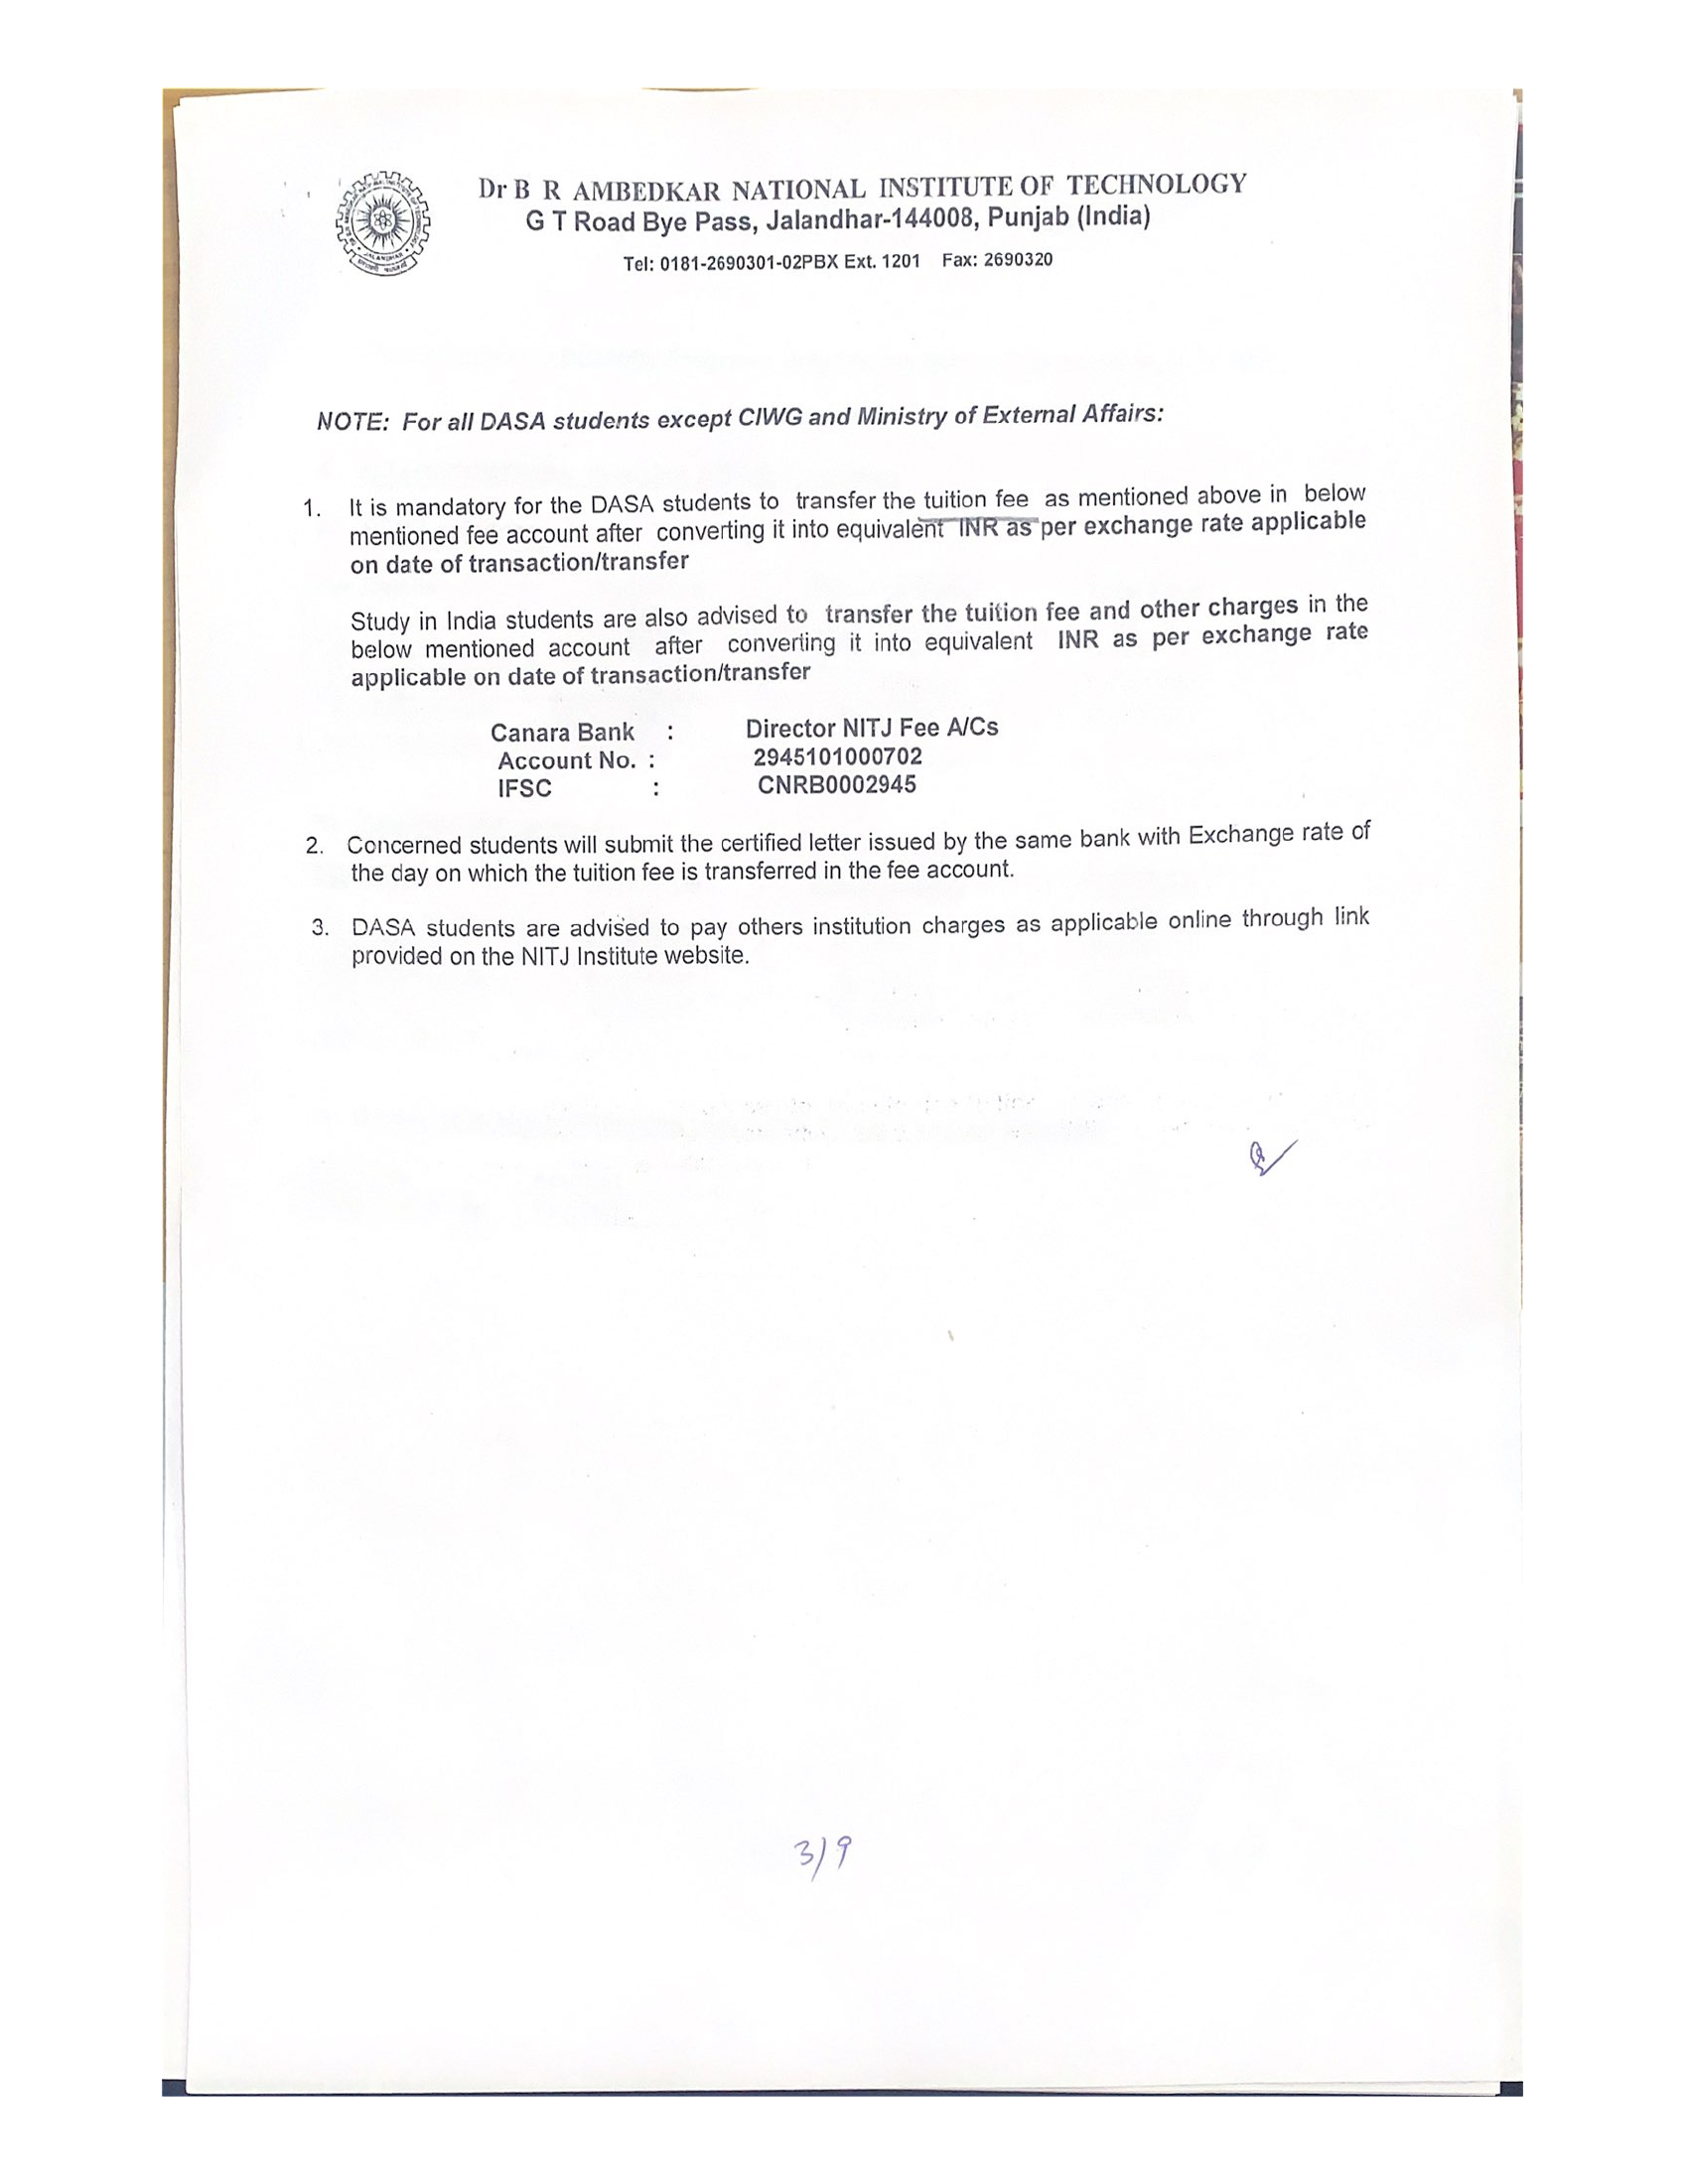 Dr B R AMBEDKAR NATIONAL INSTITUTE OF TECHNOLOGY
G T Road Bye Pass, Jalandhar-144008, Punjab (India)
Tel: 0181-2690301-02PBX Ext. 1201 Fax: 2690320
JALANDHAR
NOTE: For all DASA students except CIWG and Ministry of External Affairs:
1. It is mandatory for the DASA students to transfer the tuition fee as mentioned above in below
mentioned fee account after converting it into equivalent INR as per exchange rate applicable
on date of transaction/transfer
Study in India students are also advised to transfer the tuition fee and other charges in the
below mentioned account after converting it into equivalent INR as per exchange rate
applicable on date of transaction/transfer
Canara Bank : Director NITJ Fee A/Cs
Account No. : 2945101000702
IFSC : CNRB0002945
2. Concerned students will submit the certified letter issued by the same bank with Exchange rate of
the day on which the tuition fee is transferred in the fee account.
3. DASA students are advised to pay others institution charges as applicable online through link
provided on the NITJ Institute website.
3/9